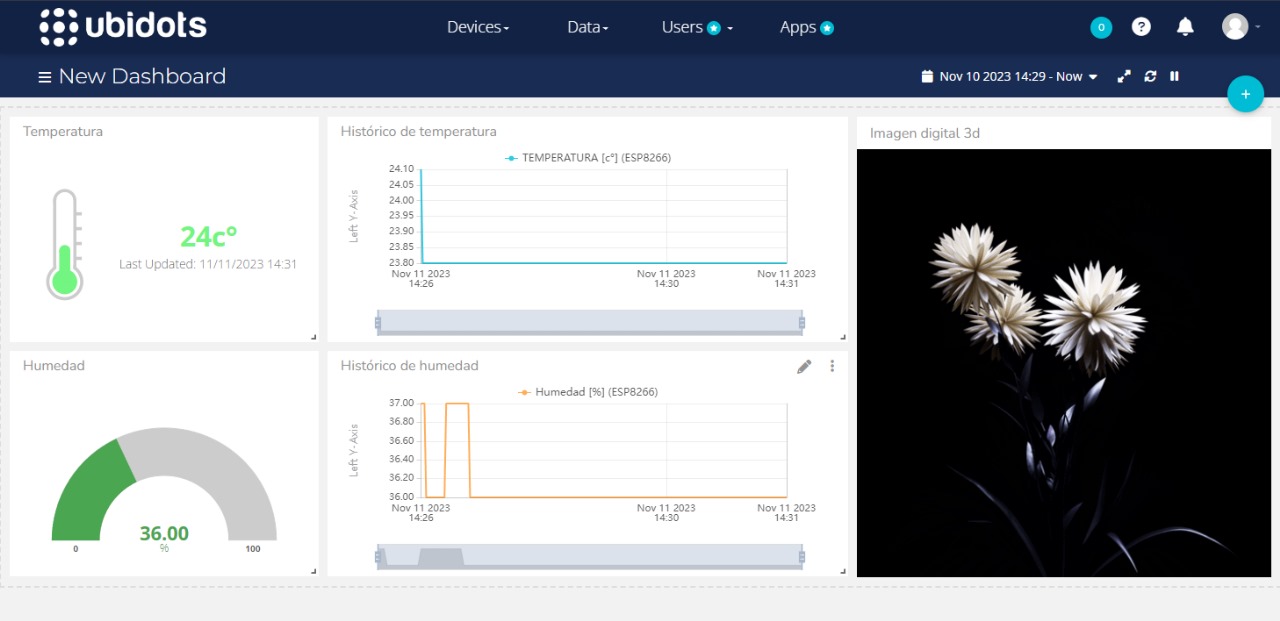 ubidots
Devices
Data
Users
Apps
0
?
New Dashboard
Nov 10 2023 14:29 - Now
+
Temperatura
24c°
Last Updated: 11/11/2023 14:31
Histórico de temperatura
TEMPERATURA [c°] (ESP8266)
Left Y-Axis
24.10
24.05
24.00
23.95
23.90
23.85
23.80
Nov 11 2023
14:26
Nov 11 2023
14:30
Nov 11 2023
14:31
Imagen digital 3d
Humedad
36.00
%
0
100
Histórico de humedad
Humedad [%] (ESP8266)
Left Y-Axis
37.00
36.80
36.60
36.40
36.20
36.00
Nov 11 2023
14:26
Nov 11 2023
14:30
Nov 11 2023
14:31